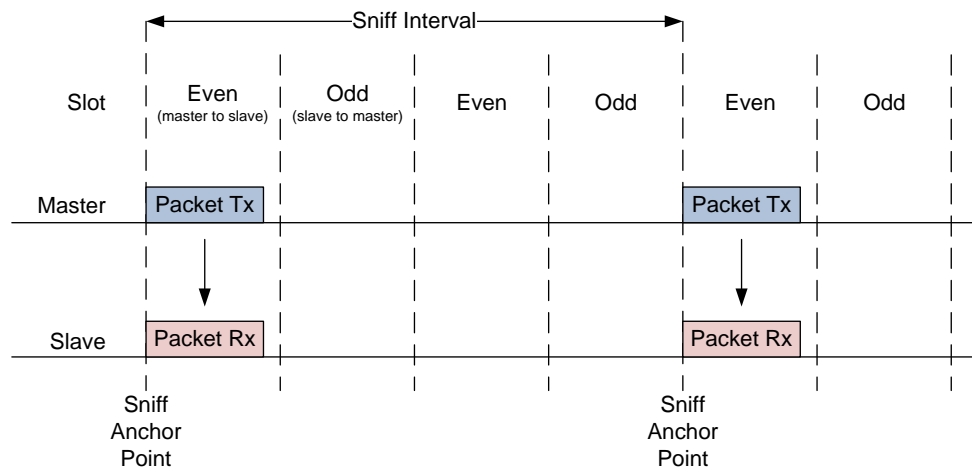 Sniff Interval
Slot
Even
(master to slave)
Odd
(slave to master)
Even
Odd
Even
Odd
Master
Packet Tx
Packet Tx
Slave
Packet Rx
Packet Rx
Sniff
Anchor
Point
Sniff
Anchor
Point